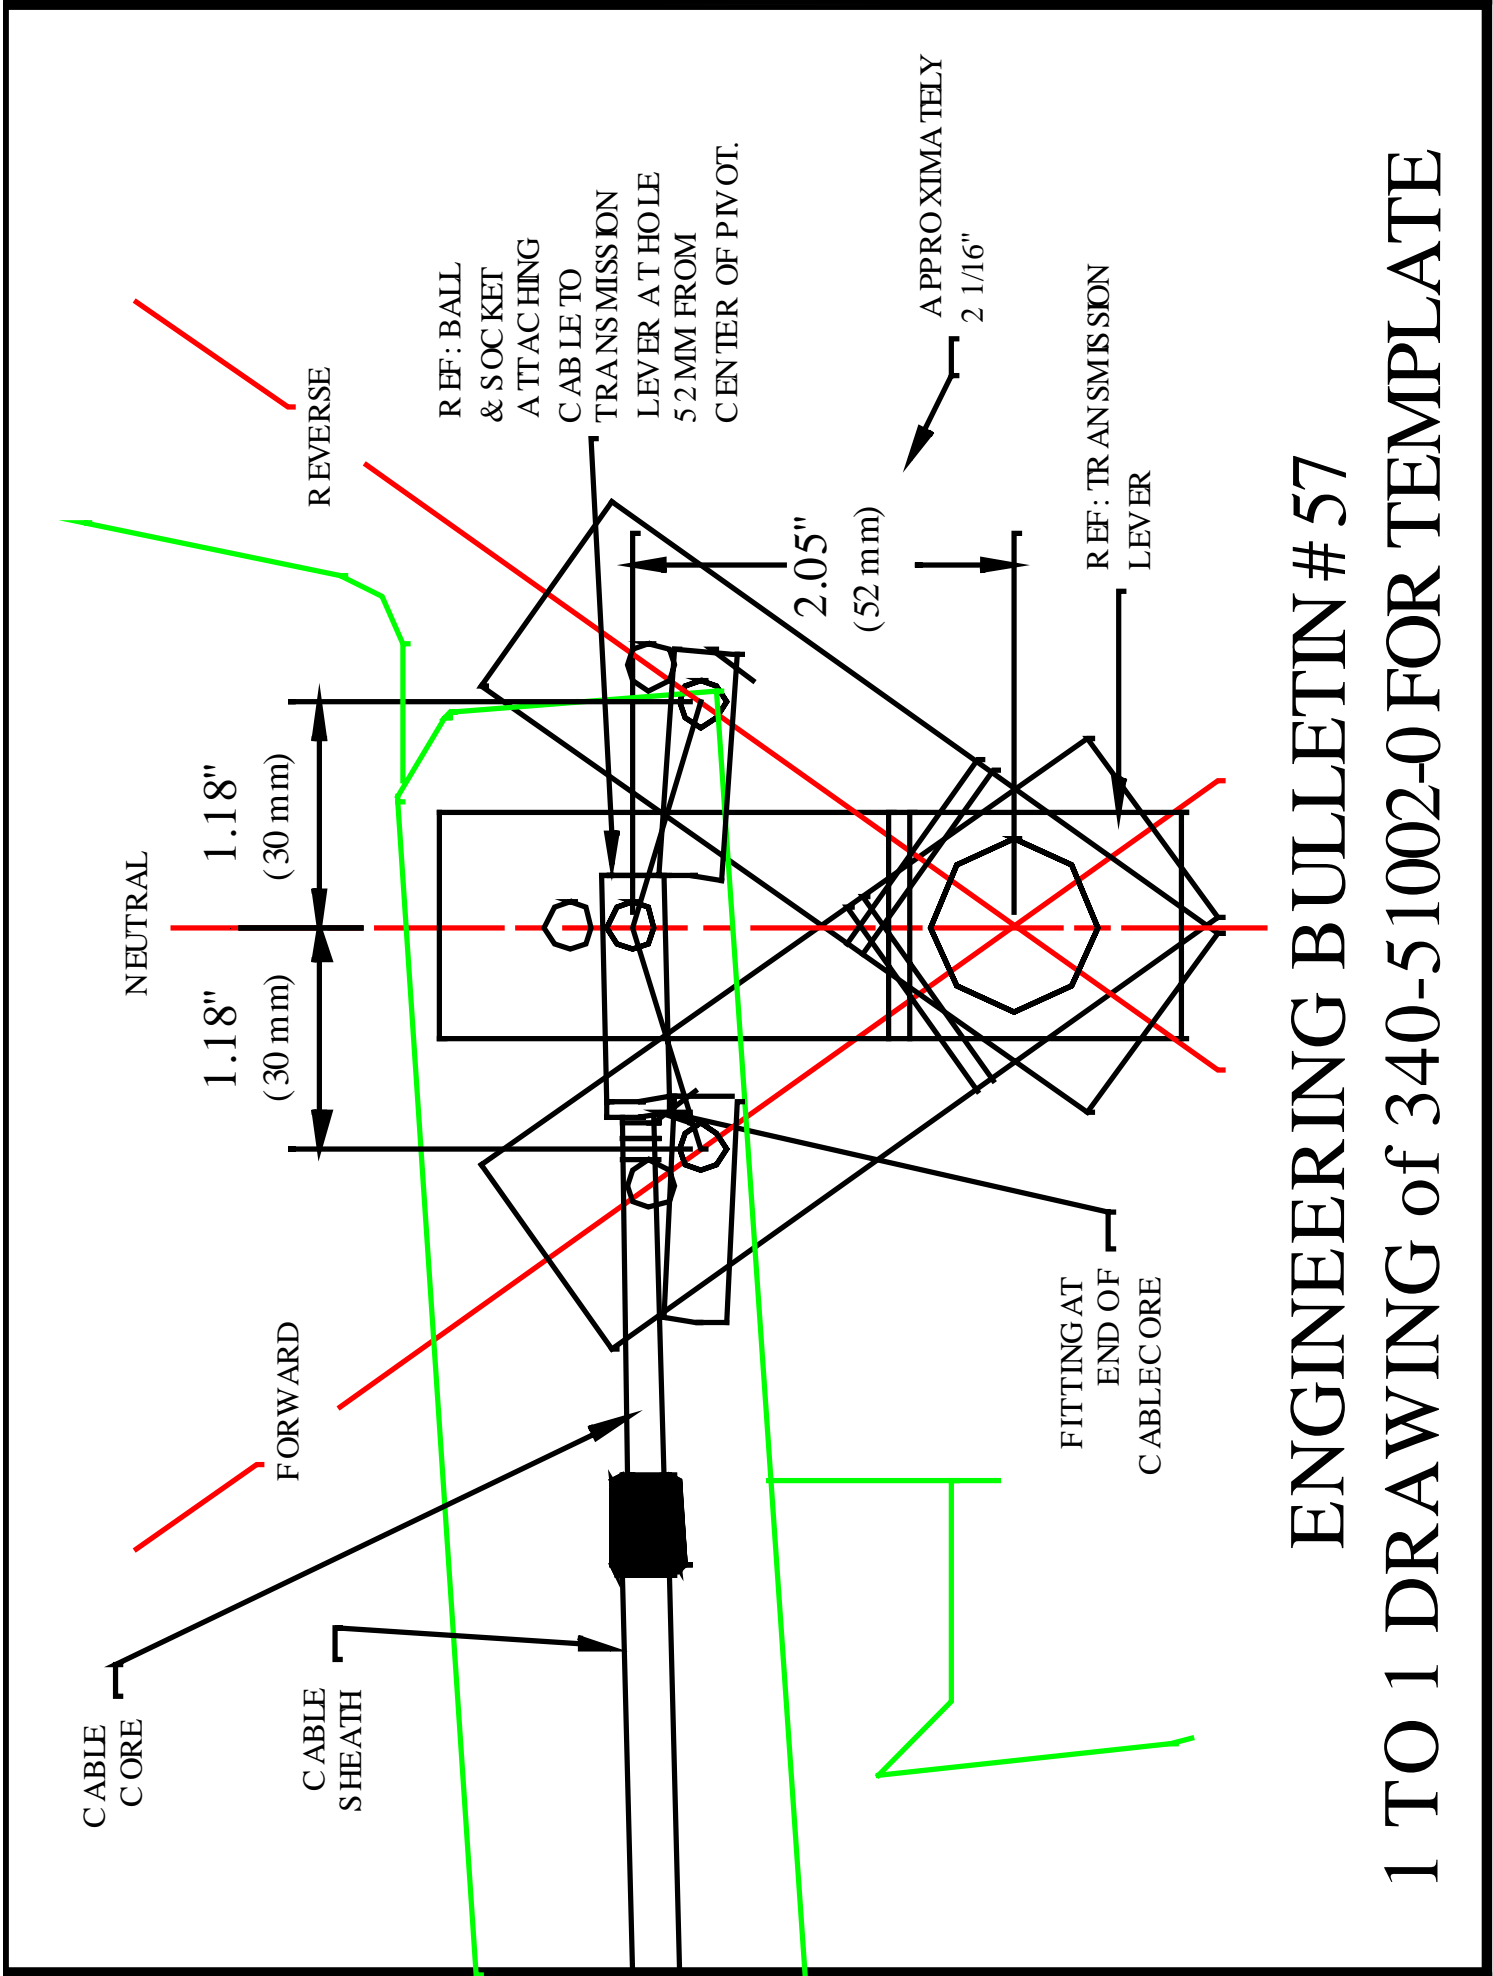 CABLE
CORE
CABLE
SHEATH
FORWARD
NEUTRAL
REVERSE
1.18"
(30 mm)
1.18"
(30 mm)
REF: BALL
& SOCKET
ATTACHING
CABLE TO
TRANSMISSION
LEVER AT HOLE
52MM FROM
CENTER OF PIVOT.
2.05"
(52 mm)
APPROXIMATELY
2 1/16"
REF: TRANSMISSION
LEVER
FITTING AT
END OF
CABLE CORE
ENGINEERING BULLETIN # 57
1 TO 1 DRAWING of 340-51002-0 FOR TEMPLATE